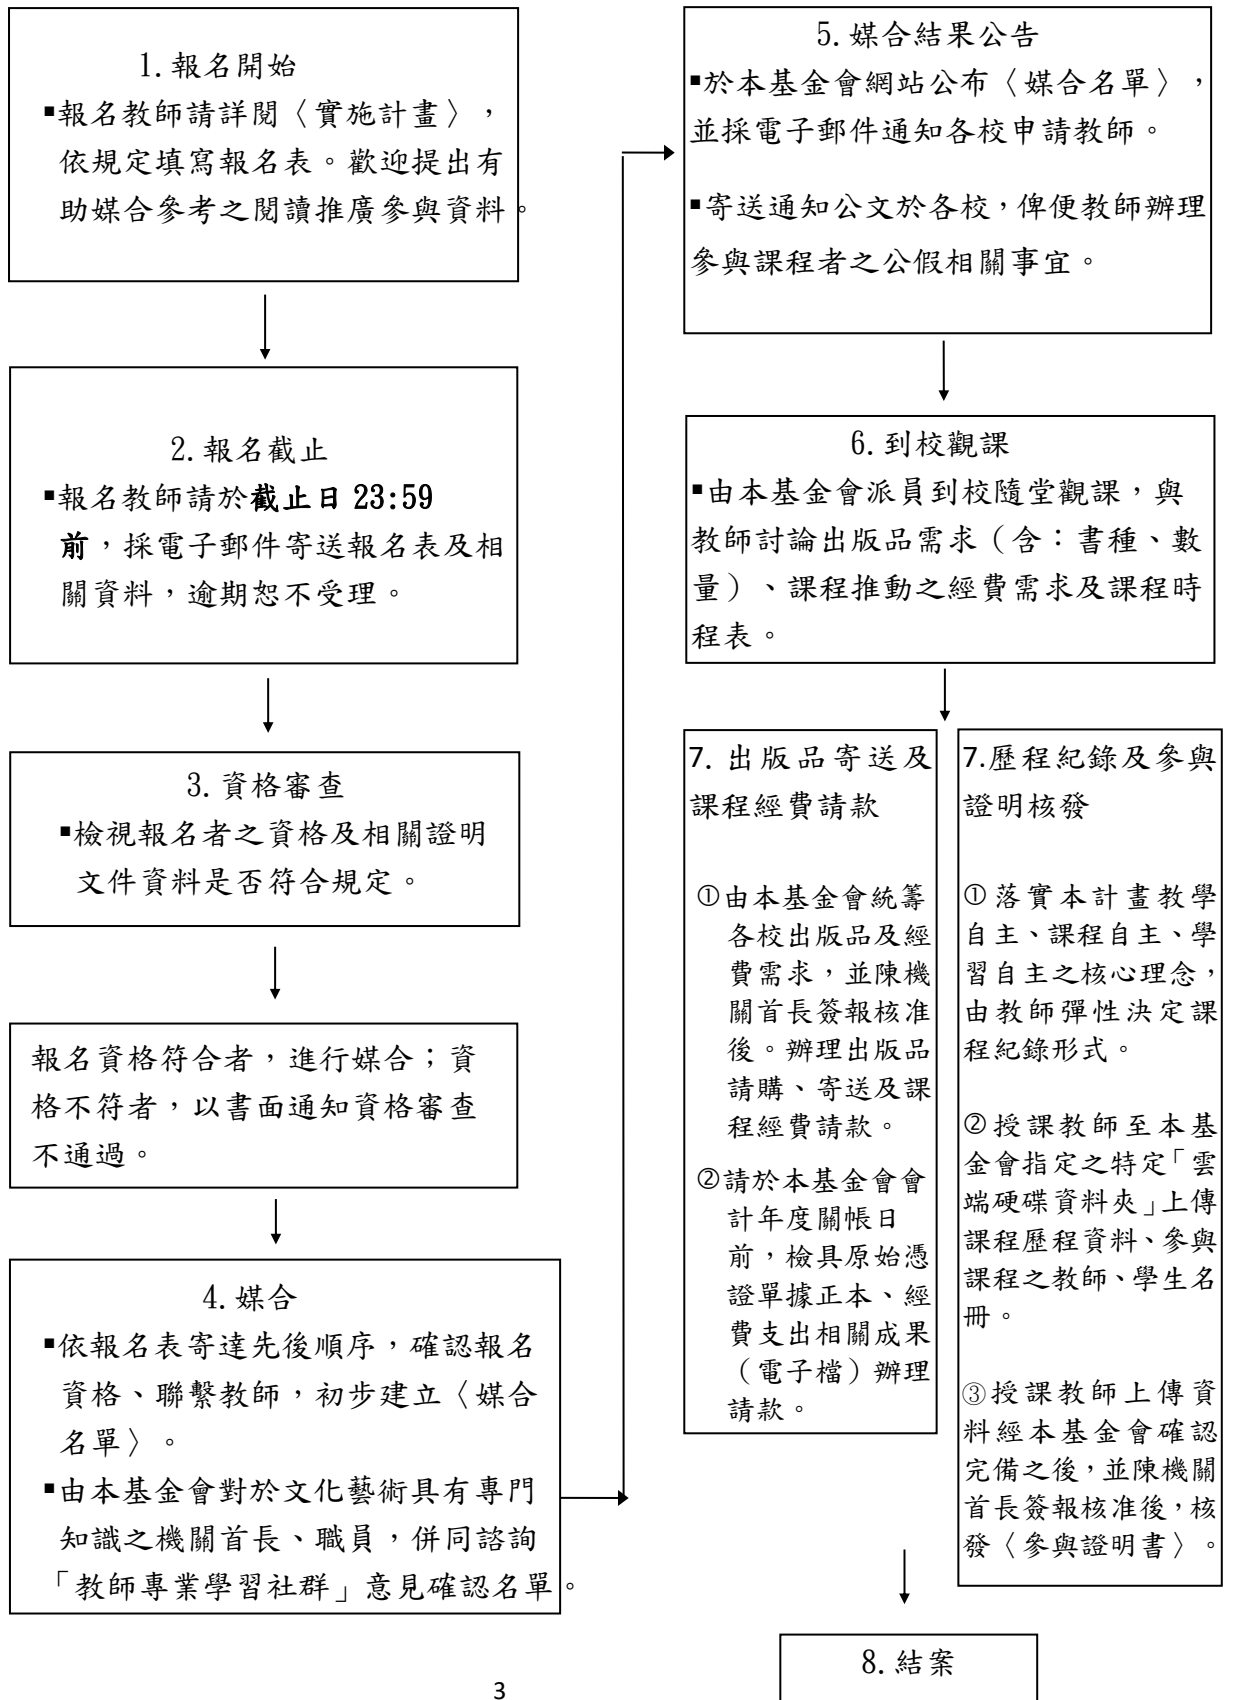 1.報名開始
▪報名教師請詳閱〈實施計畫〉，
依規定填寫報名表。歡迎提出有
助媒合參考之閱讀推廣參與資料。
2.報名截止
▪報名教師請於截止日 23:59
前，採電子郵件寄送報名表及相
關資料，逾期恕不受理。
3.資格審查
▪檢視報名者之資格及相關證明
文件資料是否符合規定。
報名資格符合者，進行媒合；資
格不符者，以書面通知資格審查
不通過。
4.媒合
▪依報名表寄達先後順序，確認報名
資格、聯繫教師，初步建立〈媒合
名單〉。
▪由本基金會對於文化藝術具有專門
知識之機關首長、職員，併同諮詢
「教師專業學習社群」意見確認名單。
5.媒合結果公告
▪於本基金會網站公布〈媒合名單〉，
並採電子郵件通知各校申請教師。
▪寄送通知公文於各校，俾便教師辦理
參與課程者之公假相關事宜。
6.到校觀課
▪由本基金會派員到校隨堂觀課，與
教師討論出版品需求（含：書種、數
量）、課程推動之經費需求及課程時
程表。
7. 出版品寄送及
課程經費請款
①由本基金會統籌
各校出版品及經
費需求，並陳機
關首長簽報核准
後。辦理出版品
請購、寄送及課
程經費請款。
②請於本基金會會
計年度關帳日
前，檢具原始憑
證單據正本、經
費支出相關成果
（電子檔）辦理
請款。
7.歷程紀錄及參與
證明核發
①落實本計畫教學
自主、課程自主、學
習自主之核心理念，
由教師彈性決定課
程紀錄形式。
②授課教師至本基
金會指定之特定「雲
端硬碟資料夾」上傳
課程歷程資料、參與
課程之教師、學生名
冊。
③授課教師上傳資
料經本基金會確認
完備之後，並陳機關
首長簽報核准後，核
發〈參與證明書〉。
8.結案
3